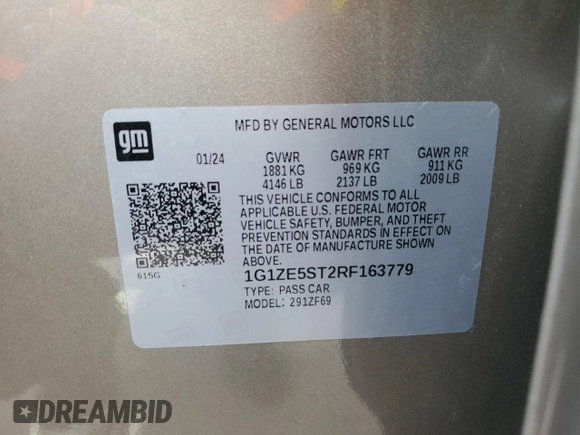 gm
MFD BY GENERAL MOTORS LLC
01/24 GVWR GAWR FRT GAWR RR
1881 KG 969 KG 911 KG
4146 LB 2137 LB 2009 LB
THIS VEHICLE CONFORMS TO ALL
APPLICABLE U.S. FEDERAL MOTOR
VEHICLE SAFETY, BUMPER, AND THEFT
PREVENTION STANDARDS IN EFFECT ON
THE DATE OF MANUFACTURE SHOWN
ABOVE.
615G
1G1ZE5ST2RF163779
TYPE: PASS CAR
MODEL: 291ZF69
DREAMBID